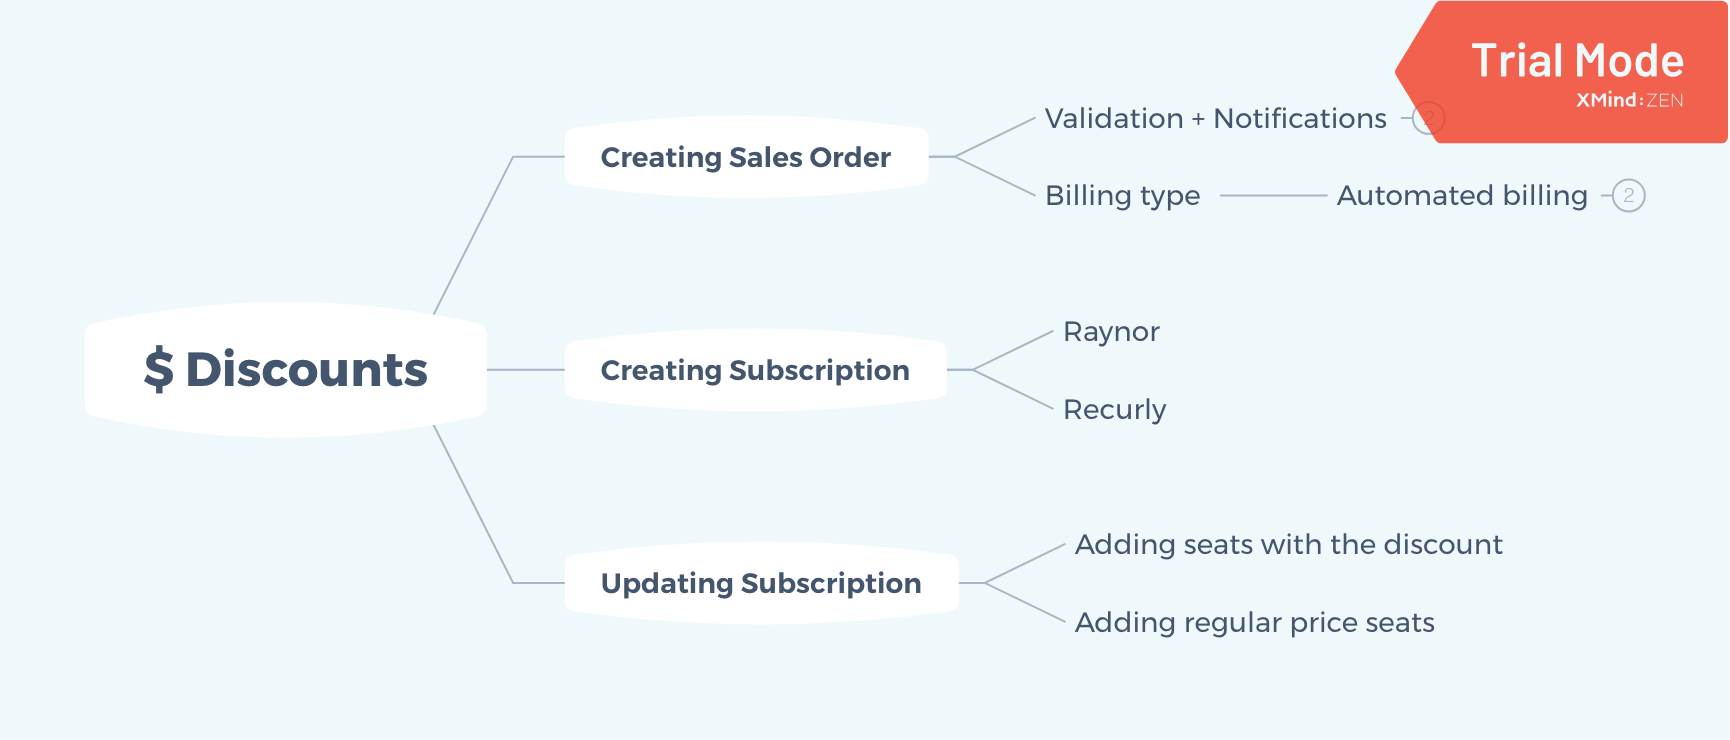 Trial Mode
XMind:ZEN
Validation + Notifications 2
Creating Sales Order
Billing type
Automated billing 2
$ Discounts
Creating Subscription
Raynor
Recurly
Updating Subscription
Adding seats with the discount
Adding regular price seats